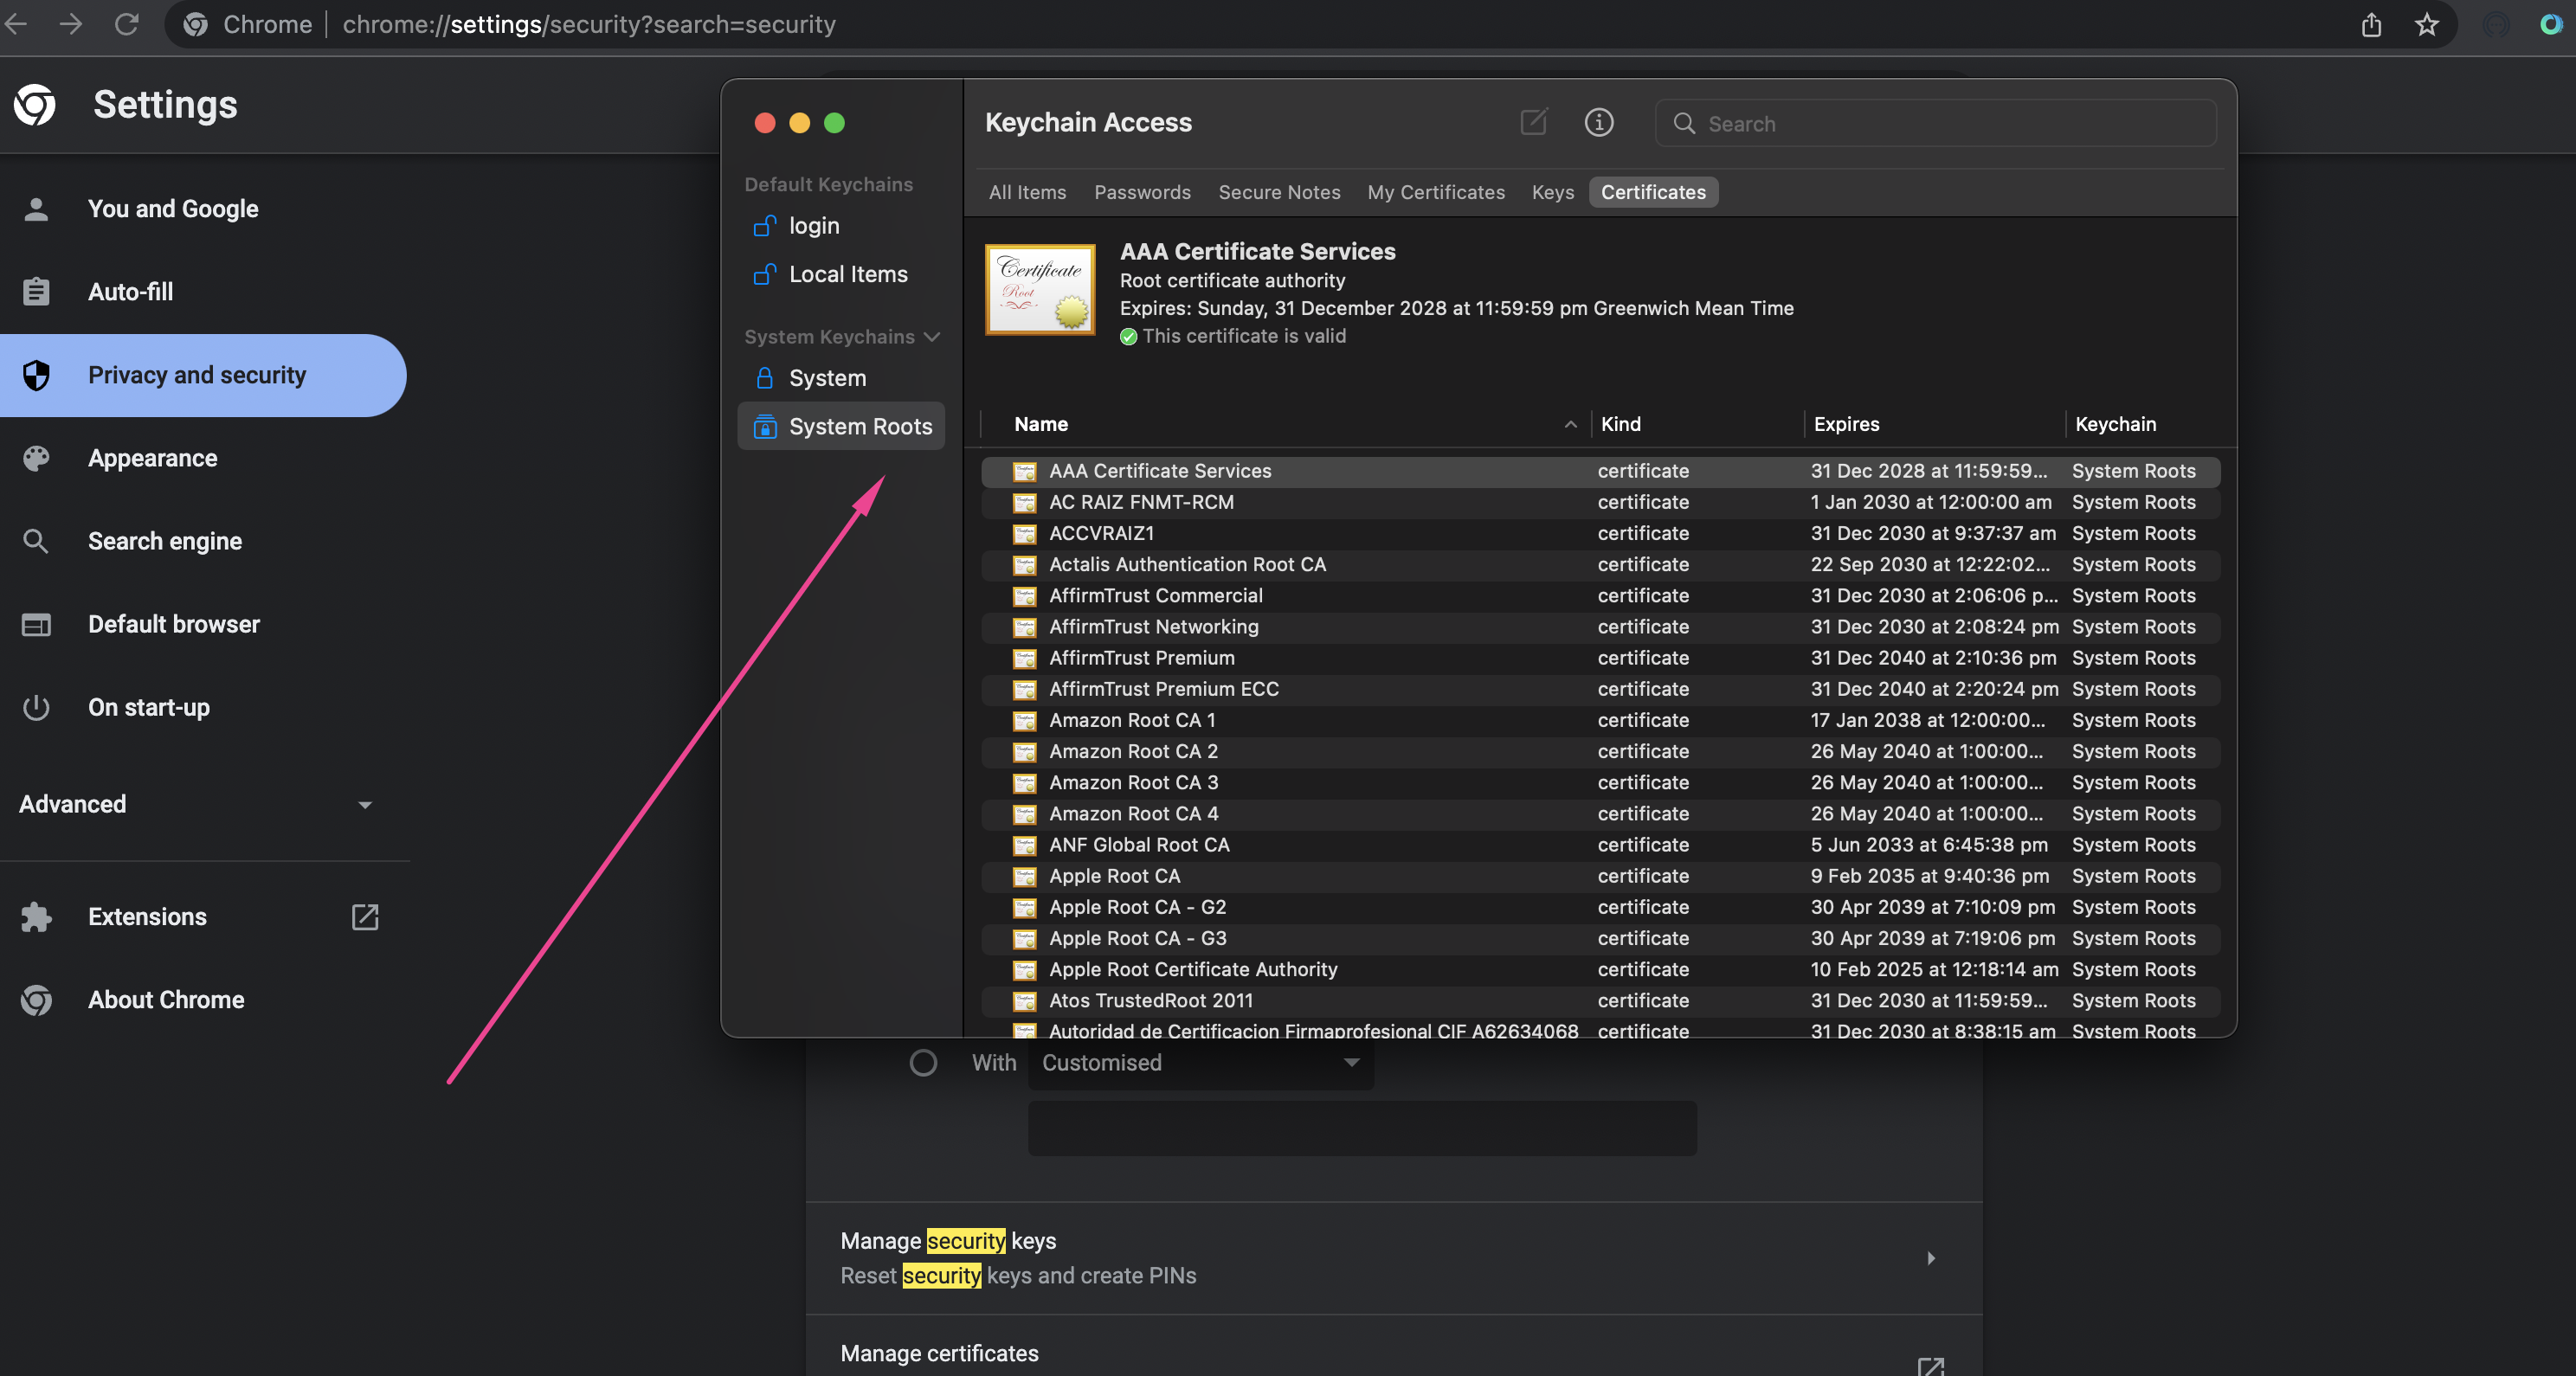 Chrome | chrome://settings/security?search=security
Settings
You and Google
Auto-fill
Privacy and security
Appearance
Search engine
Default browser
On start-up
Advanced
Extensions
About Chrome
Keychain Access
Search
Default Keychains
login
Local Items
System Keychains
System
System Roots
All Items Passwords Secure Notes My Certificates Keys Certificates
Certificate
Root
AAA Certificate Services
Root certificate authority
Expires: Sunday, 31 December 2028 at 11:59:59 pm Greenwich Mean Time
This certificate is valid
Name Kind Expires Keychain
AAA Certificate Services certificate 31 Dec 2028 at 11:59:59... System Roots
AC RAIZ FNMT-RCM certificate 1 Jan 2030 at 12:00:00 am System Roots
ACCVRAIZ1 certificate 31 Dec 2030 at 9:37:37 am System Roots
Actalis Authentication Root CA certificate 22 Sep 2030 at 12:22:02... System Roots
AffirmTrust Commercial certificate 31 Dec 2030 at 2:06:06 p... System Roots
AffirmTrust Networking certificate 31 Dec 2030 at 2:08:24 pm System Roots
AffirmTrust Premium certificate 31 Dec 2040 at 2:10:36 pm System Roots
AffirmTrust Premium ECC certificate 31 Dec 2040 at 2:20:24 pm System Roots
Amazon Root CA 1 certificate 17 Jan 2038 at 12:00:00... System Roots
Amazon Root CA 2 certificate 26 May 2040 at 1:00:00... System Roots
Amazon Root CA 3 certificate 26 May 2040 at 1:00:00... System Roots
Amazon Root CA 4 certificate 26 May 2040 at 1:00:00... System Roots
ANF Global Root CA certificate 5 Jun 2033 at 6:45:38 pm System Roots
Apple Root CA certificate 9 Feb 2035 at 9:40:36 pm System Roots
Apple Root CA - G2 certificate 30 Apr 2039 at 7:10:09 pm System Roots
Apple Root CA - G3 certificate 30 Apr 2039 at 7:19:06 pm System Roots
Apple Root Certificate Authority certificate 10 Feb 2025 at 12:18:14 am System Roots
Atos TrustedRoot 2011 certificate 31 Dec 2030 at 11:59:59... System Roots
Autoridad de Certificacion Firmaprofesional CIF A62634068 certificate 31 Dec 2030 at 8:38:15 am System Roots
With Customised
Manage security keys
Reset security keys and create PINs
Manage certificates